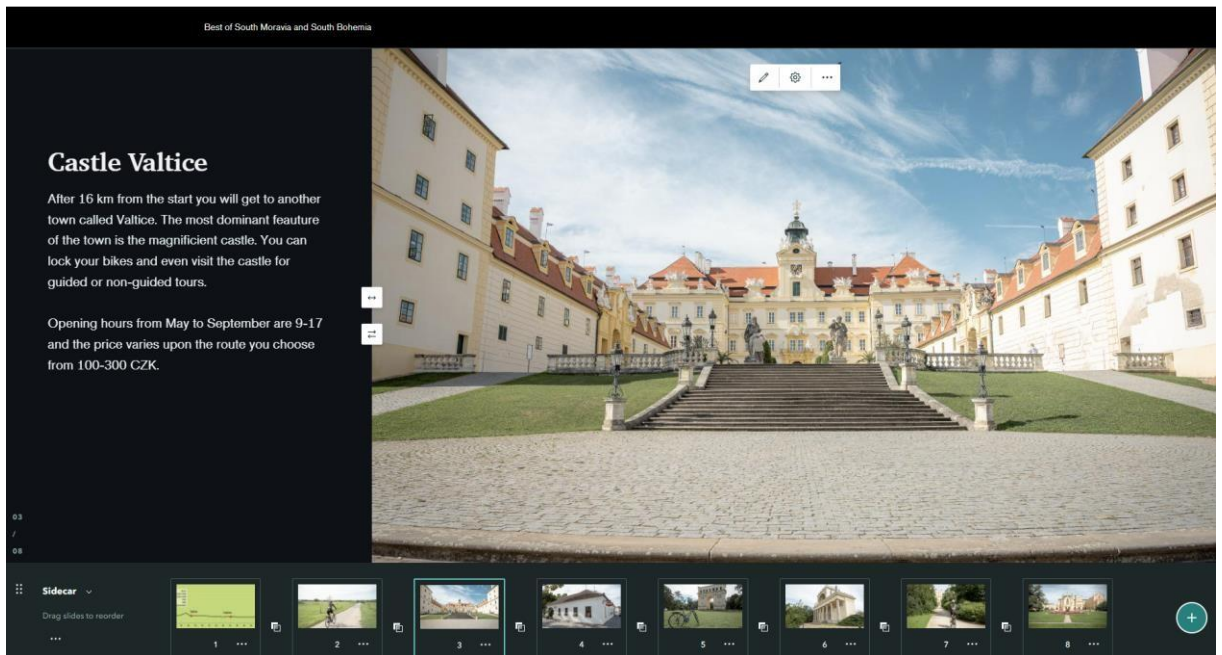 Best of South Moravia and South Bohemia
Castle Valtice
After 16 km from the start you will get to another
town called Valtice. The most dominant feauture
of the town is the magnificient castle. You can
lock your bikes and even visit the castle for
guided or non-guided tours.
Opening hours from May to September are 9-17
and the price varies upon the route you choose
from 100-300 CZK.
03
/
08
Sidecar
Drag slides to reorder
1
2
3
4
5
6
7
8